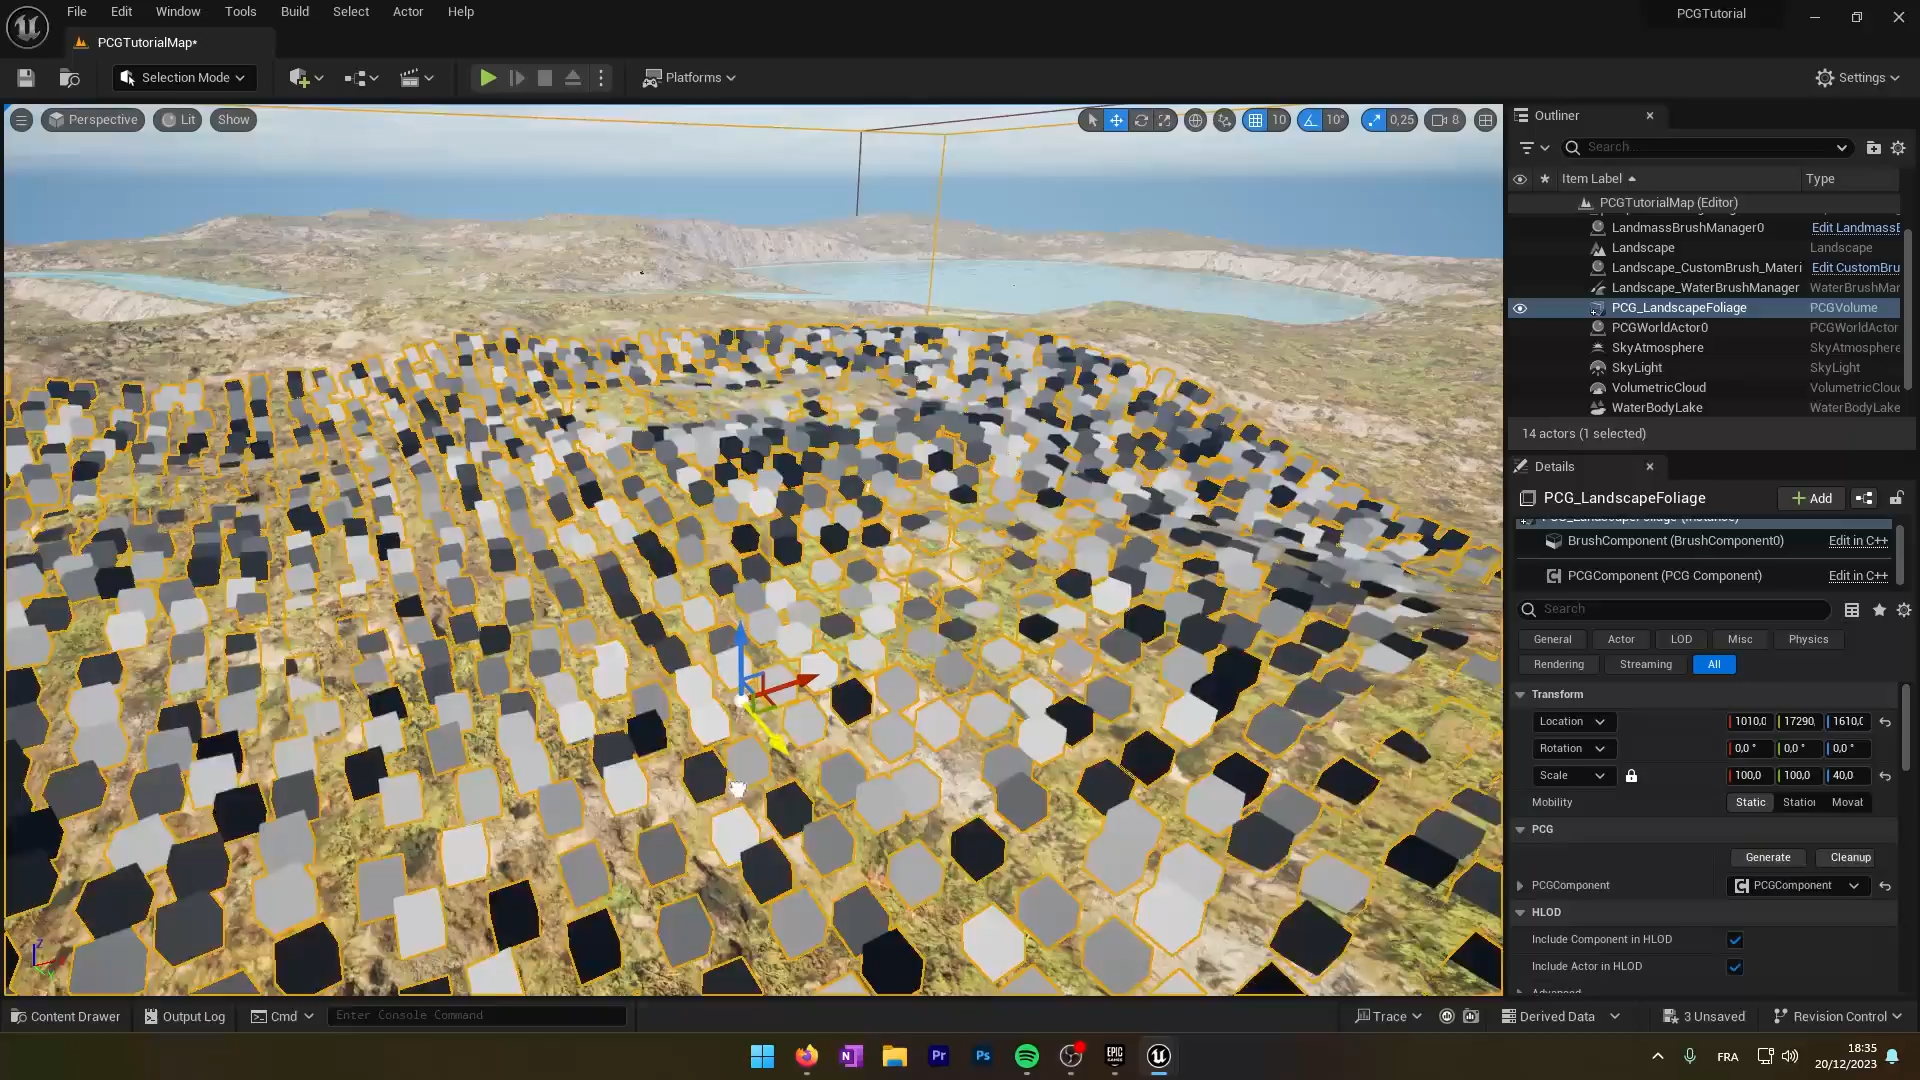 File Edit Window Tools Build Select Actor Help
PCGTutorial
PCGTutorialMap*
Selection Mode
Platforms
Settings
Perspective Lit Show
10 10° 0,25 8
Outliner
Search
Item Label Type
PCGTutorialMap (Editor)
LandmassBrushManager0 Edit LandmassE
Landscape Landscape
Landscape_CustomBrush_Materi Edit CustomBru
Landscape_WaterBrushManager WaterBrushMar
PCG_LandscapeFoliage PCGVolume
PCGWorldActor0 PCGWorldActor
SkyAtmosphere SkyAtmosphere
SkyLight SkyLight
VolumetricCloud VolumetricClou
WaterBodyLake WaterBodyLake
14 actors (1 selected)
Details
PCG_LandscapeFoliage Add
PCG_LandscapeFoliage (Instance)
BrushComponent (BrushComponent0) Edit in C++
PCGComponent (PCG Component) Edit in C++
Search
General Actor LOD Misc Physics
Rendering Streaming All
Transform
Location 1010,0 17290, 1610,0
Rotation 0,0 ° 0,0 ° 0,0 °
Scale 100,0 100,0 40,0
Mobility Static Station Movab
PCG
Generate Cleanup
PCGComponent PCGComponent
HLOD
Include Component in HLOD
Include Actor in HLOD
Advanced
Content Drawer Output Log Cmd Enter Console Command
Trace Derived Data 3 Unsaved Revision Control
FRA
18:35
20/12/2023